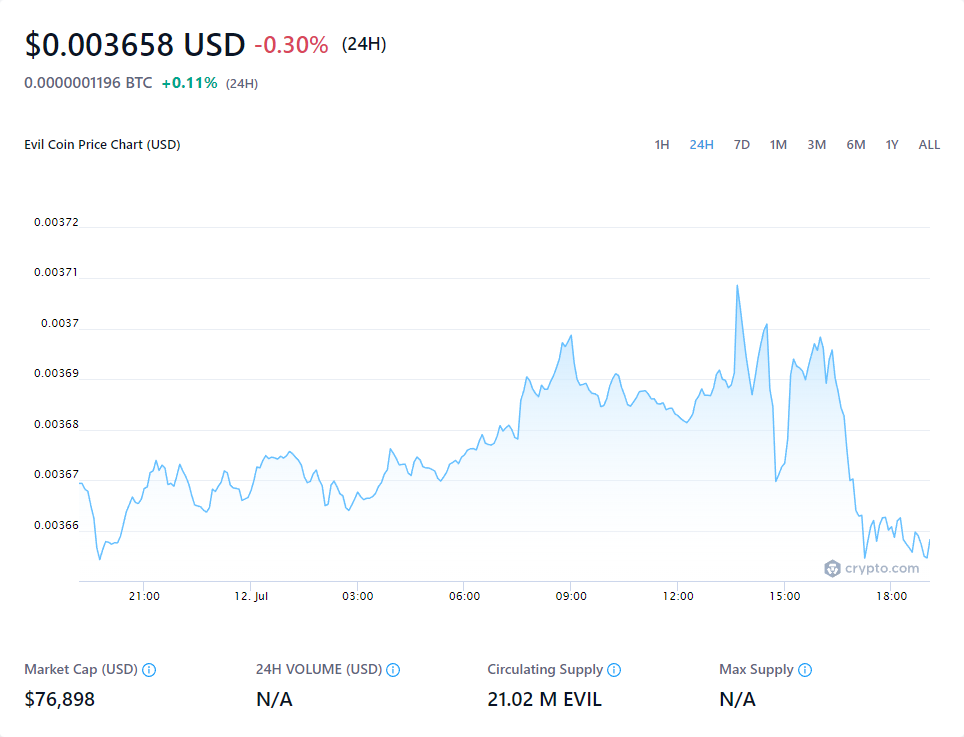 $0.003658 USD -0.30% (24H)
0.0000001196 BTC +0.11% (24H)
Evil Coin Price Chart (USD) 1H 24H 7D 1M 3M 6M 1Y ALL
0.00372
0.00371
0.0037
0.00369
0.00368
0.00367
0.00366
crypto.com
21:00 12. Jul 03:00 06:00 09:00 12:00 15:00 18:00
Market Cap (USD) 24H VOLUME (USD) Circulating Supply Max Supply
$76,898 N/A 21.02 M EVIL N/A